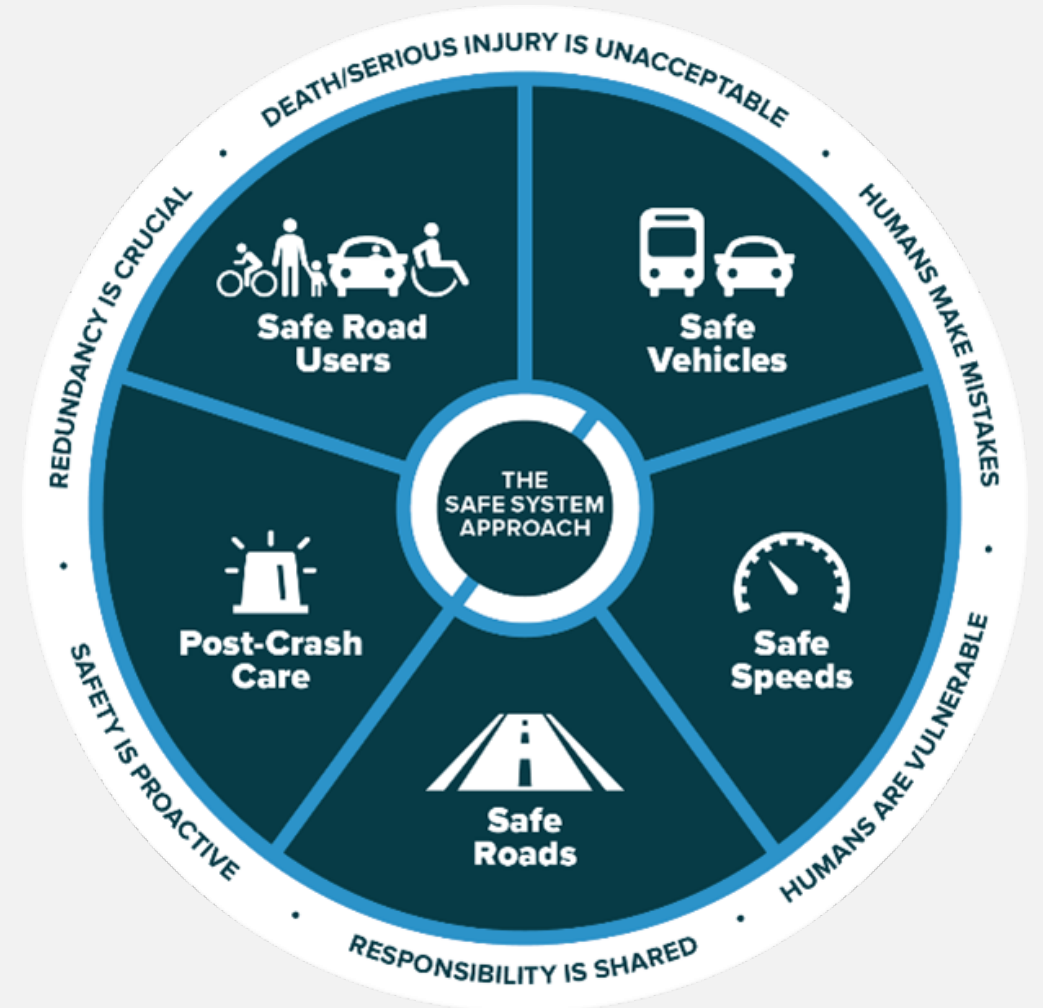 DEATH/SERIOUS INJURY IS UNACCEPTABLE
HUMANS MAKE MISTAKES
HUMANS ARE VULNERABLE
RESPONSIBILITY IS SHARED
SAFETY IS PROACTIVE
REDUNDANCY IS CRUCIAL
Safe Road
Users
Safe
Vehicles
Safe
Speeds
Safe
Roads
Post-Crash
Care
THE
SAFE SYSTEM
APPROACH